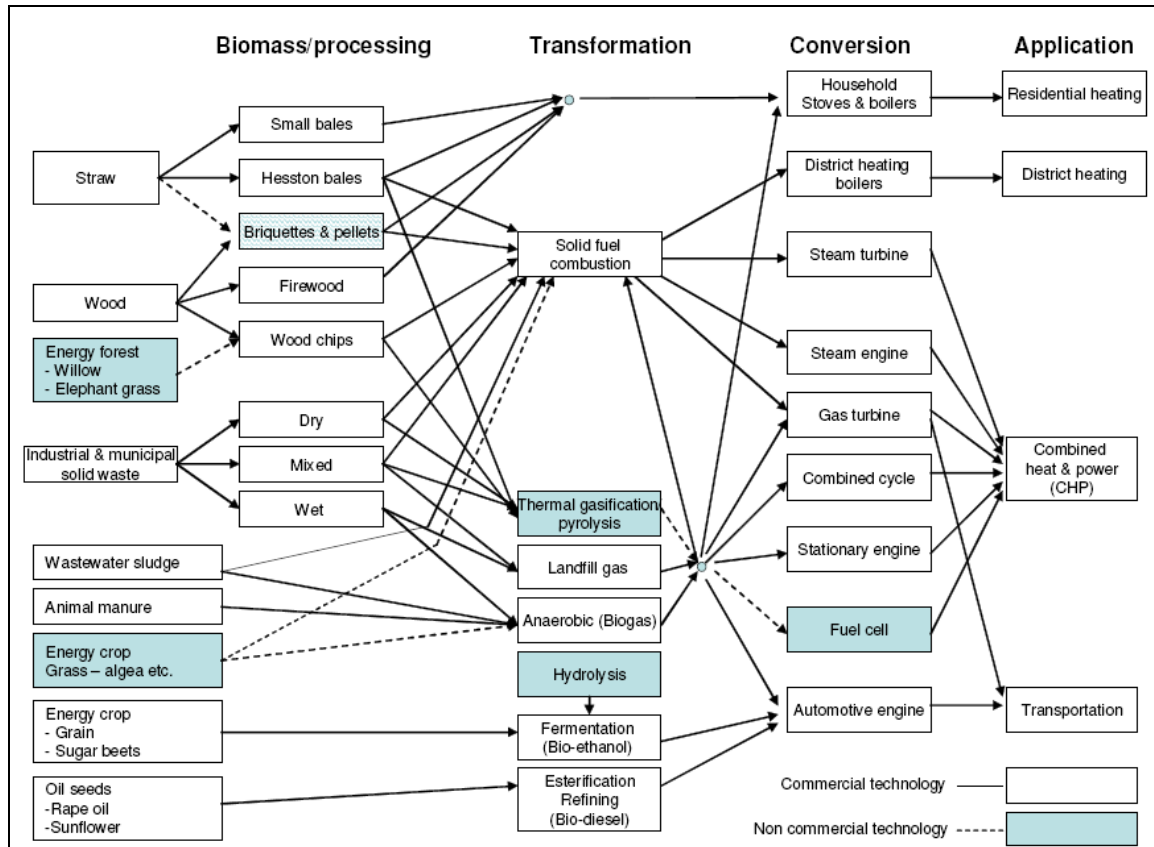 Biomass/processing
Transformation
Conversion
Application
Straw
Wood
Energy forest
- Willow
- Elephant grass
Industrial & municipal
solid waste
Wastewater sludge
Animal manure
Energy crop
Grass – algea etc.
Energy crop
- Grain
- Sugar beets
Oil seeds
-Rape oil
-Sunflower
Small bales
Hesston bales
Briquettes & pellets
Firewood
Wood chips
Dry
Mixed
Wet
Solid fuel
combustion
Thermal gasification/
pyrolysis
Landfill gas
Anaerobic (Biogas)
Hydrolysis
Fermentation
(Bio-ethanol)
Esterification
Refining
(Bio-diesel)
Household
Stoves & boilers
District heating
boilers
Steam turbine
Steam engine
Gas turbine
Combined cycle
Stationary engine
Fuel cell
Automotive engine
Residential heating
District heating
Combined
heat & power
(CHP)
Transportation
Commercial technology
Non commercial technology